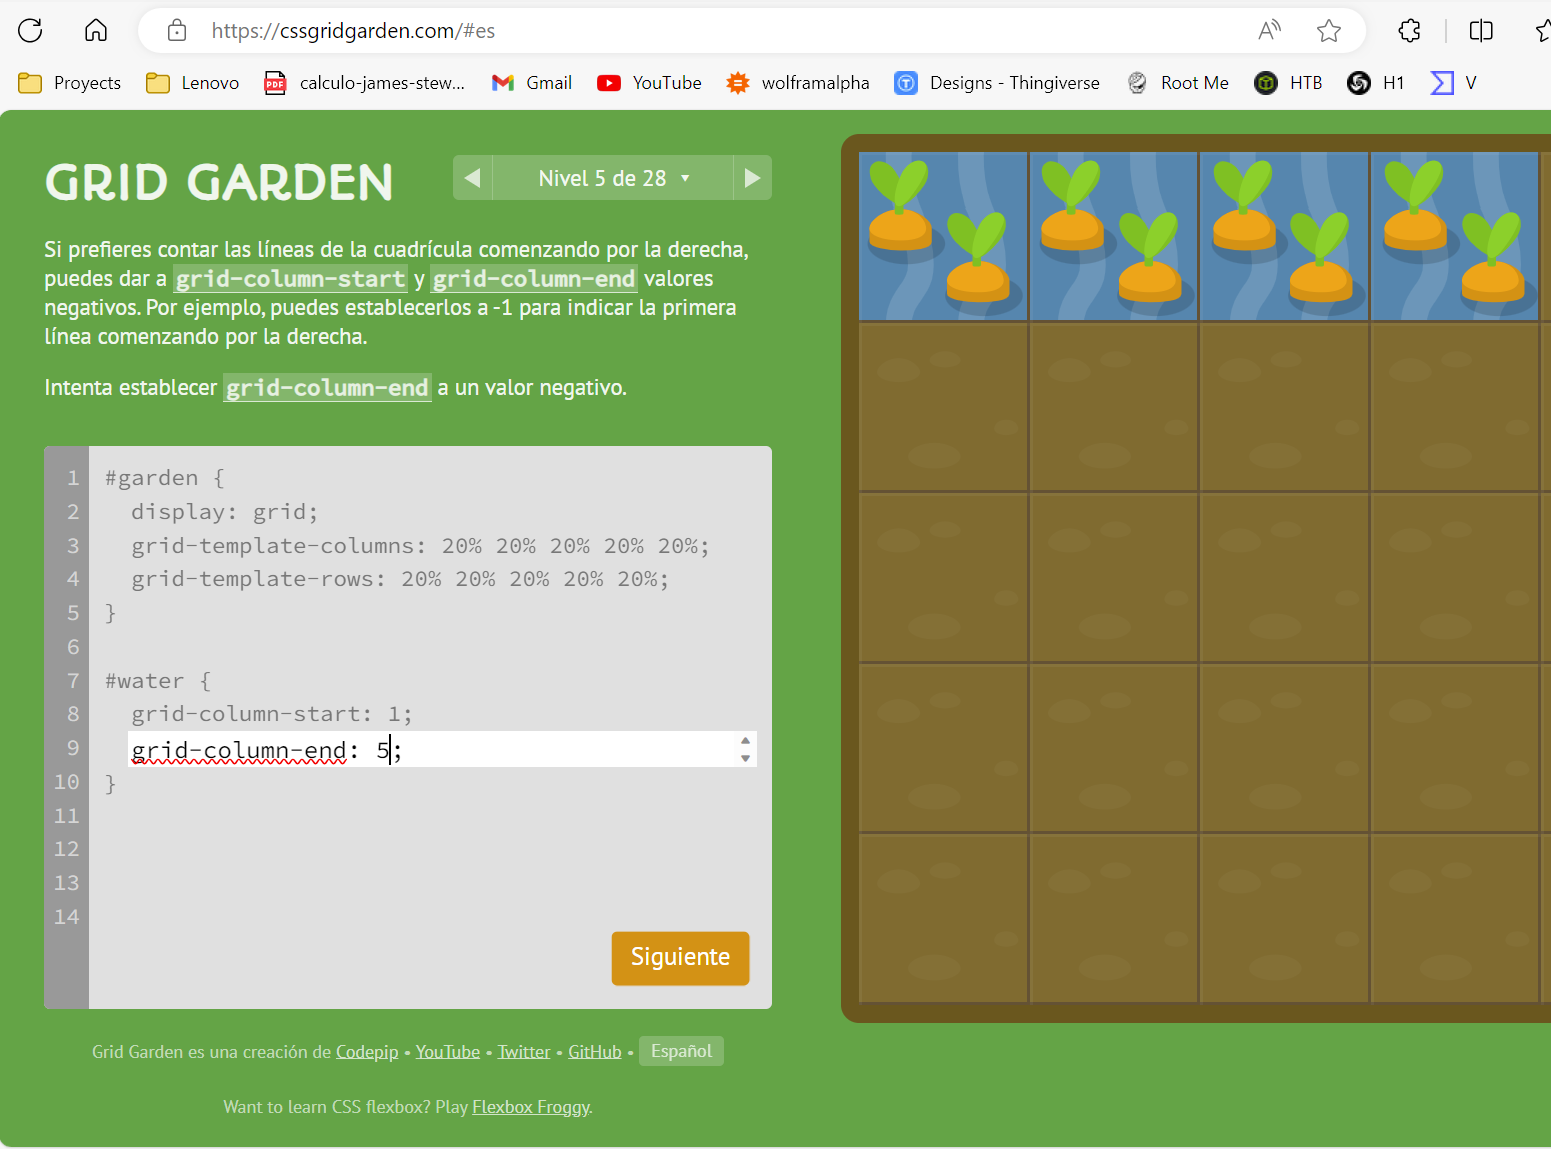 https://cssgridgarden.com/#es
Proyects Lenovo calculo-james-stew... Gmail YouTube wolframalpha Designs - Thingiverse Root Me HTB H1 V
GRID GARDEN
Nivel 5 de 28
Si prefieres contar las líneas de la cuadrícula comenzando por la derecha,
puedes dar a grid-column-start y grid-column-end valores
negativos. Por ejemplo, puedes establecerlos a -1 para indicar la primera
línea comenzando por la derecha.
Intenta establecer grid-column-end a un valor negativo.
1 #garden {
2 display: grid;
3 grid-template-columns: 20% 20% 20% 20% 20%;
4 grid-template-rows: 20% 20% 20% 20% 20%;
5 }
6
7 #water {
8 grid-column-start: 1;
9 grid-column-end: 5;
10 }
11
12
13
14
Siguiente
Grid Garden es una creación de Codepip • YouTube • Twitter • GitHub • Español
Want to learn CSS flexbox? Play Flexbox Froggy.